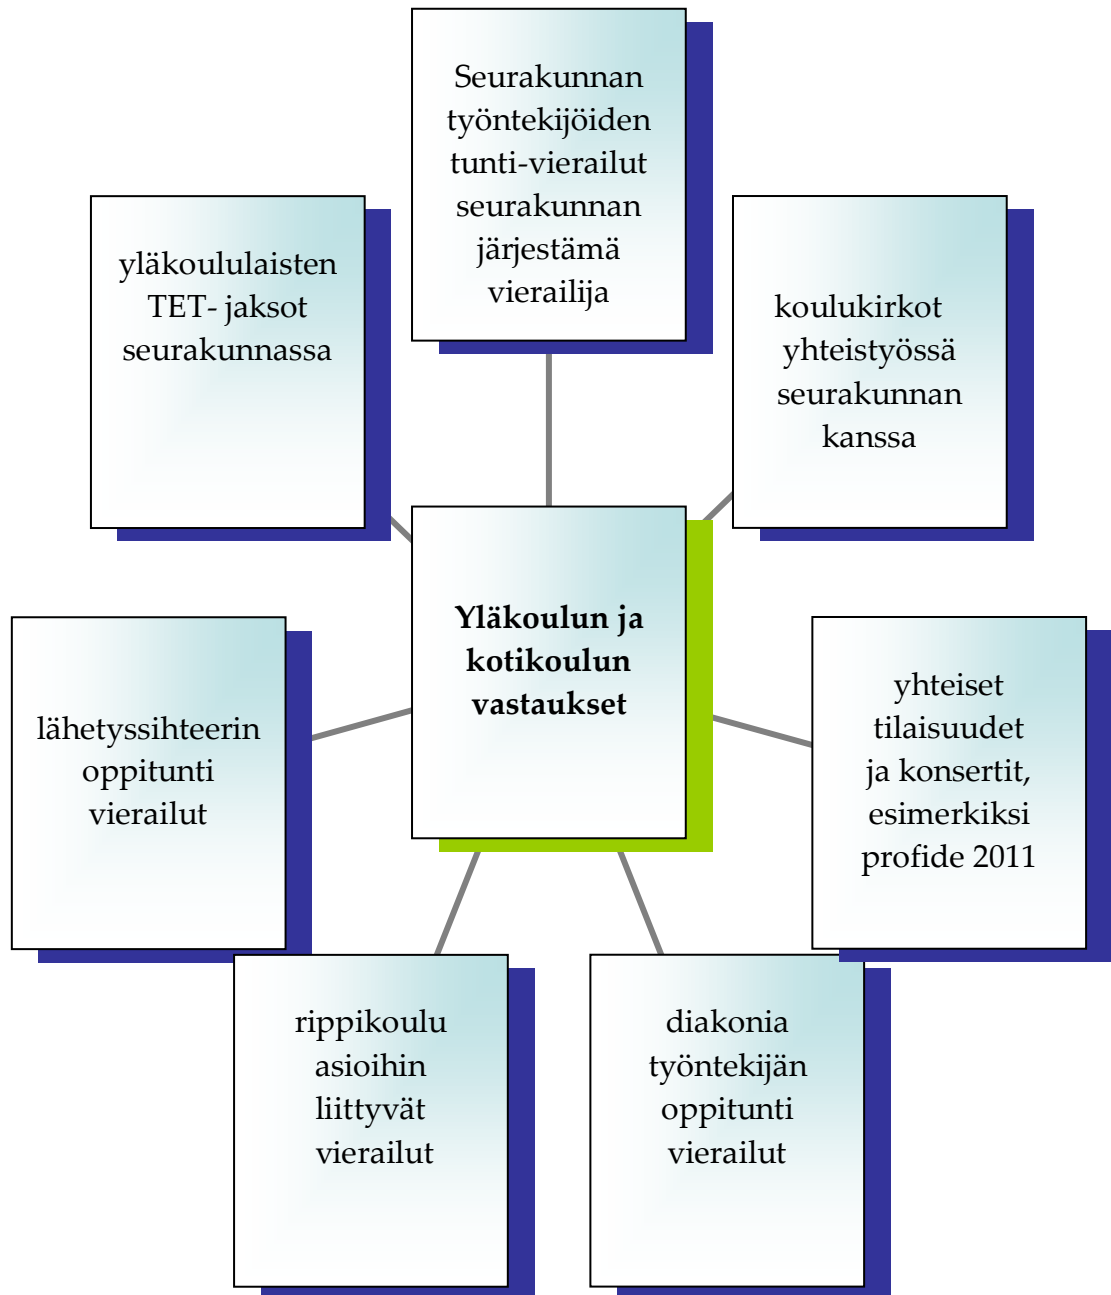 Seurakunnan
työntekijöiden
tunti-vierailut
seurakunnan
järjestämä
vierailija
yläkoululaisten
TET- jaksot
seurakunnassa
koulukirkot
yhteistyössä
seurakunnan
kanssa
Yläkoulun ja
kotikoulun
vastaukset
lähetyssihteerin
oppitunti
vierailut
yhteiset
tilaisuudet
ja konsertit,
esimerkiksi
profide 2011
rippikoulu
asioihin
liittyvät
vierailut
diakonia
työntekijän
oppitunti
vierailut